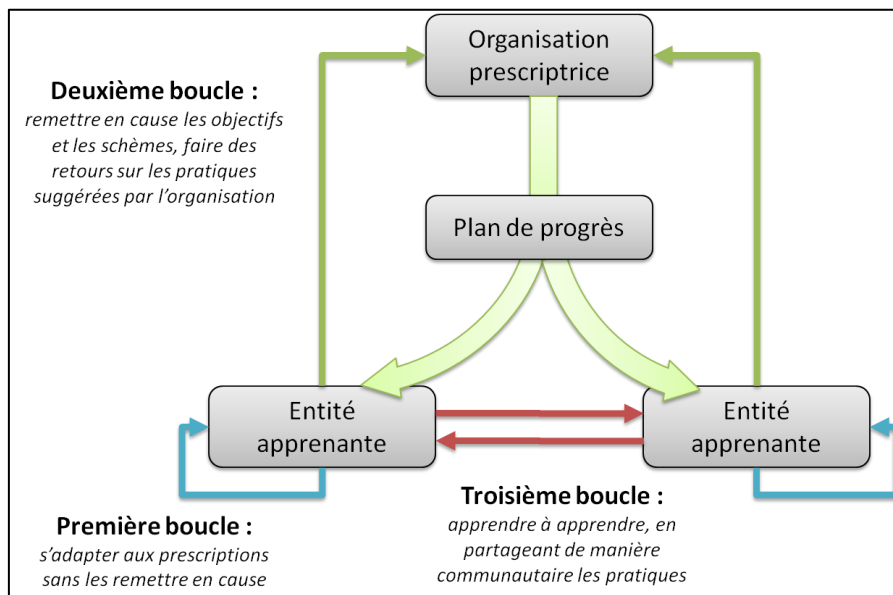 Organisation
prescriptrice
Deuxième boucle :
remettre en cause les objectifs
et les schèmes, faire des
retours sur les pratiques
suggérées par l’organisation
Plan de progrès
Entité
apprenante
Entité
apprenante
Première boucle :
s’adapter aux prescriptions
sans les remettre en cause
Troisième boucle :
apprendre à apprendre, en
partageant de manière
communautaire les pratiques